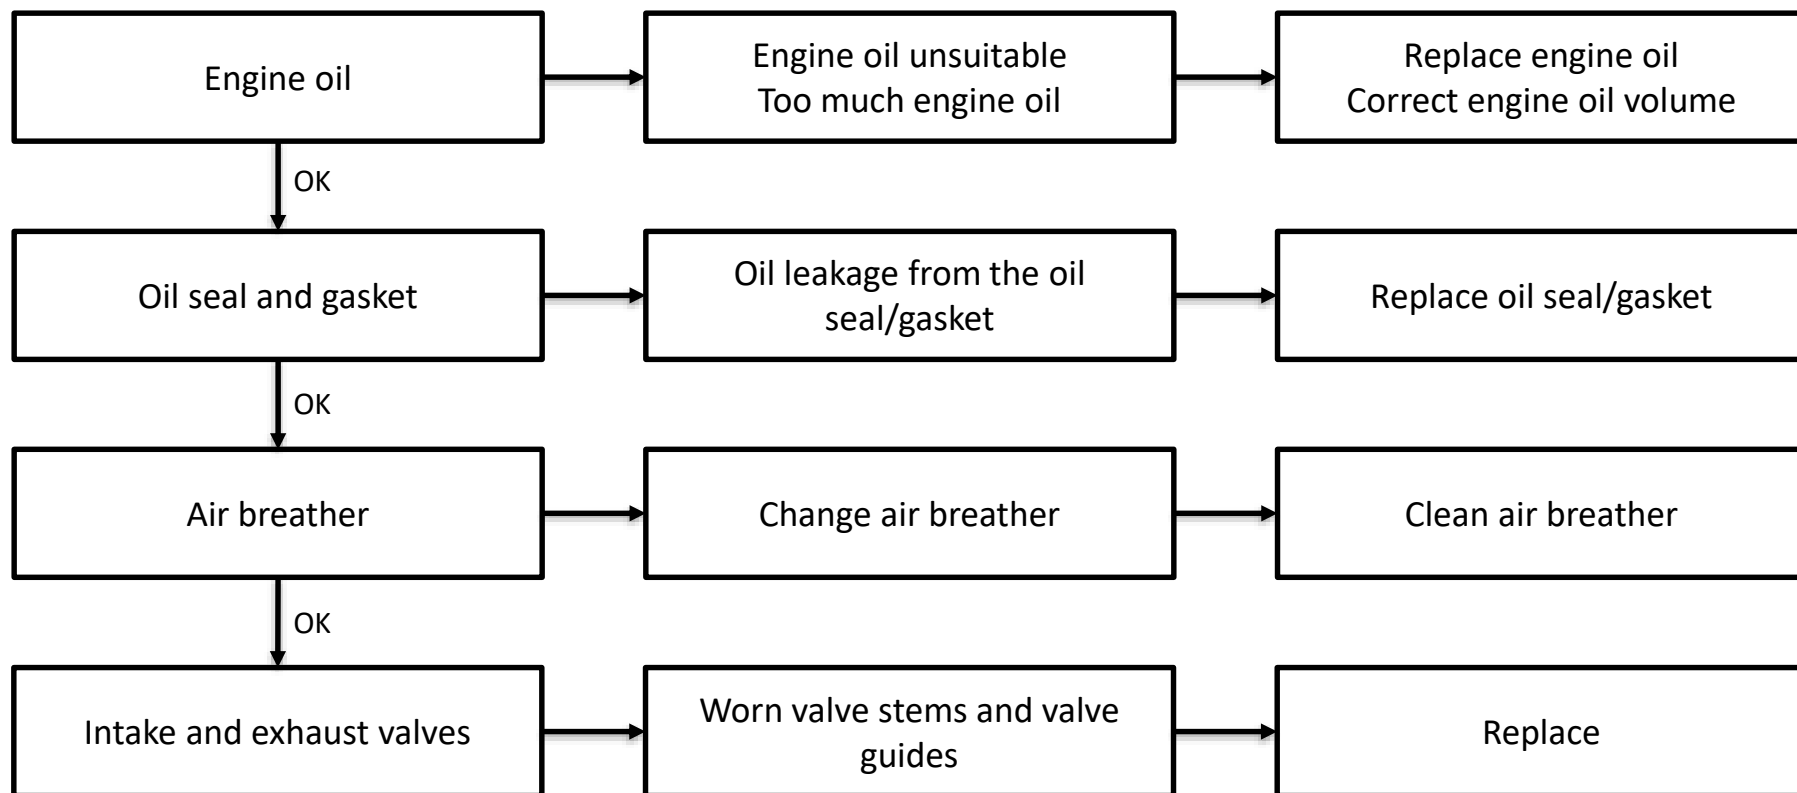 Engine oil
Engine oil unsuitable
Too much engine oil
Replace engine oil
Correct engine oil volume
OK
Oil seal and gasket
Oil leakage from the oil
seal/gasket
Replace oil seal/gasket
OK
Air breather
Change air breather
Clean air breather
OK
Intake and exhaust valves
Worn valve stems and valve
guides
Replace